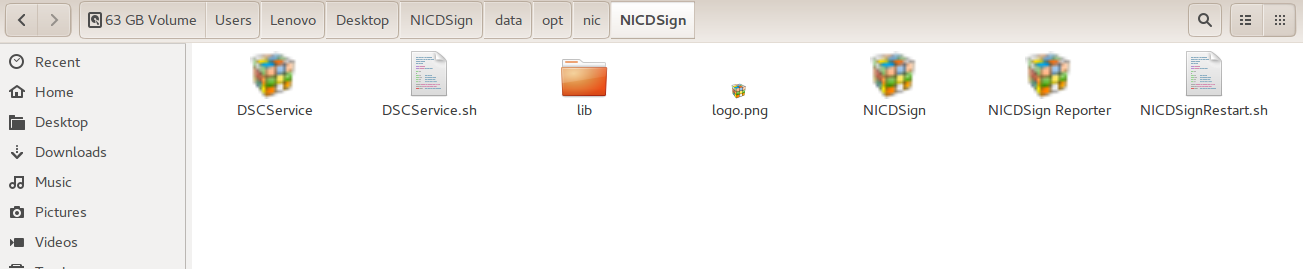 63 GB Volume Users Lenovo Desktop NICDSign data opt nic NICDSign
Recent
Home
Desktop
Downloads
Music
Pictures
Videos
DSCService DSCService.sh lib logo.png NICDSign NICDSign Reporter NICDSignRestart.sh